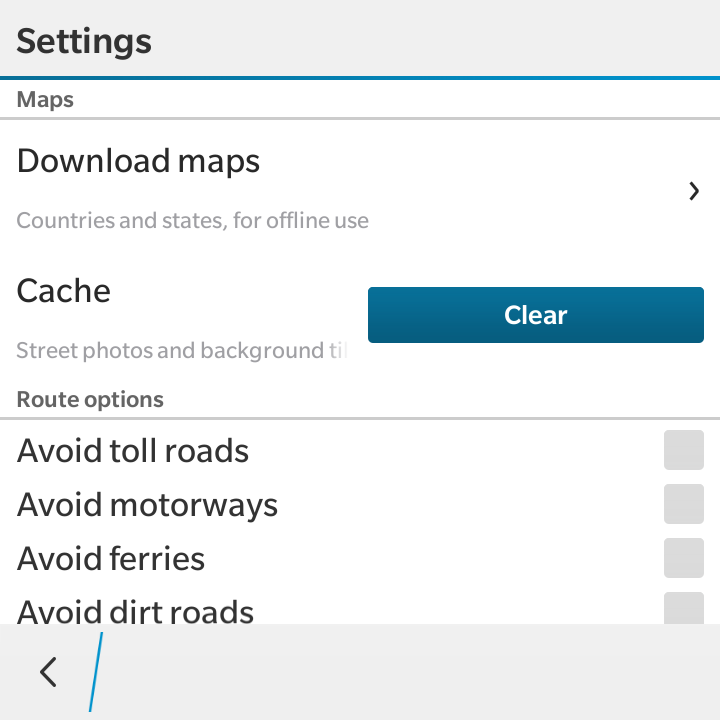 Settings
Maps
Download maps
Countries and states, for offline use
Cache
Clear
Street photos and background
Route options
Avoid toll roads
Avoid motorways
Avoid ferries
Avoid dirt roads